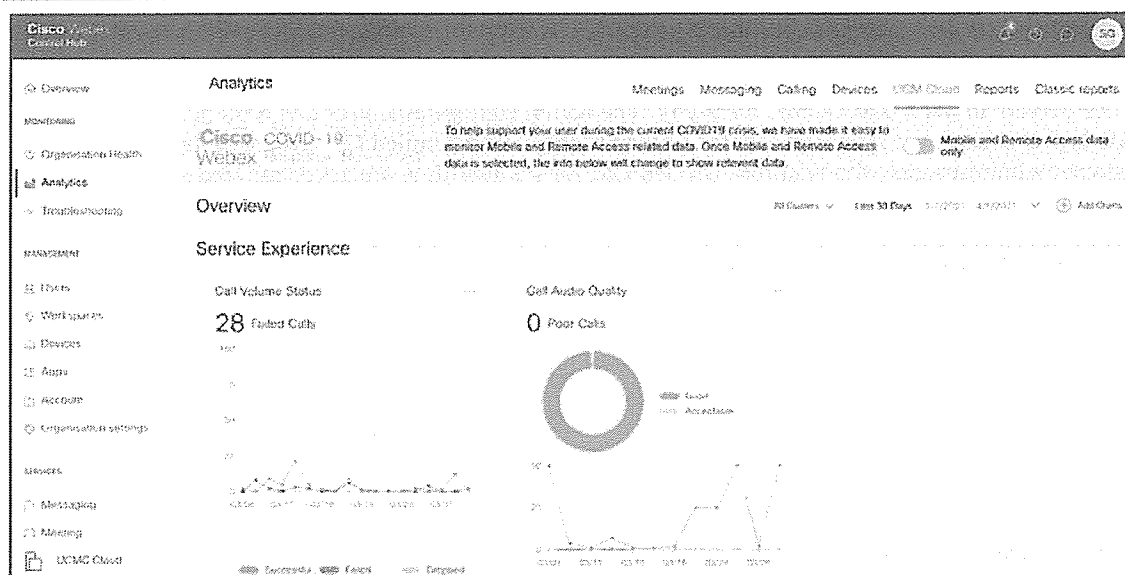 Cisco Webex
Control Hub
SG
Overview
MONITORING
Organisation Health
Analytics
Troubleshooting
MANAGEMENT
Users
Workspaces
Devices
Apps
Account
Organisation settings
SERVICES
Messaging
Meeting
UCMC Cloud
Analytics
Meetings Messaging Calling Devices UCM Cloud Reports Classic reports
Cisco COVID-19
Webex
To help support your user during the current COVID19 crisis, we have made it easy to
monitor Mobile and Remote Access related data. Once Mobile and Remote Access
data is selected, the info below will change to show relevant data.
Mobile and Remote Access data
only
Overview
All Clusters Last 30 Days Add Charts
Service Experience
Call Volume Status
28 Failed Calls
Successful Failed Dropped
Call Audio Quality
0 Poor Calls
Good
Acceptable